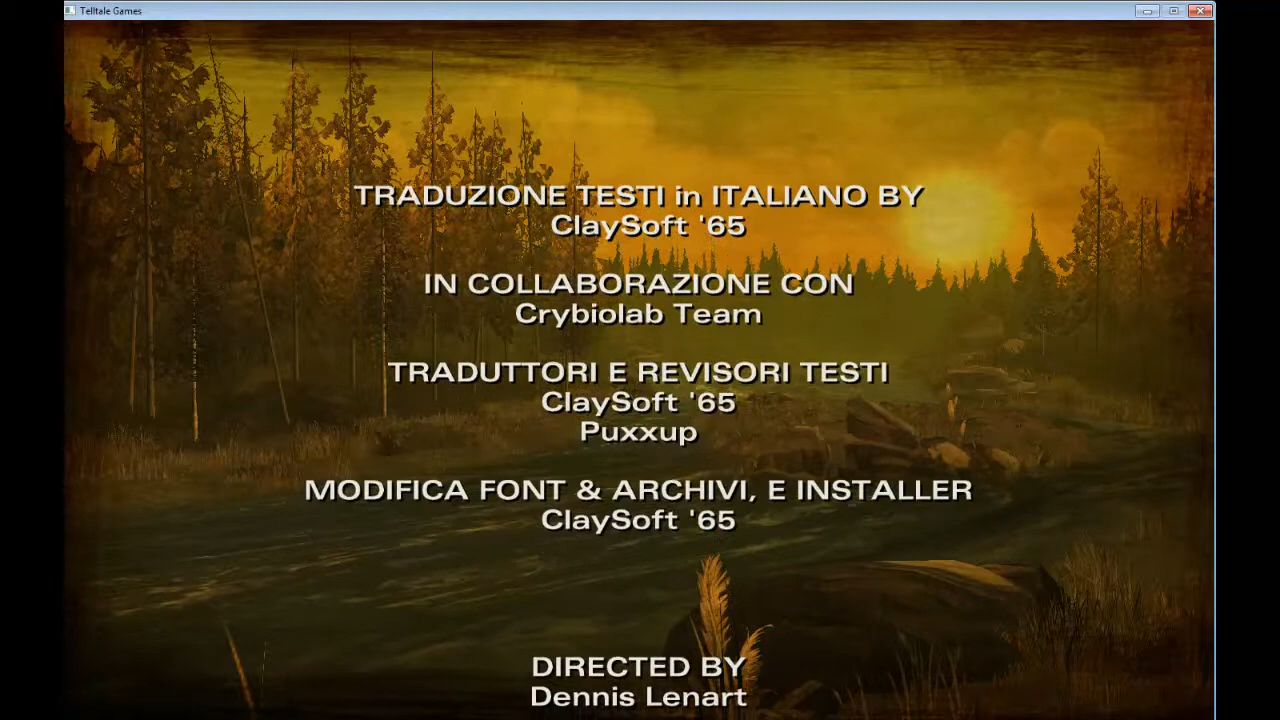 Telltale Games
TRADUZIONE TESTI in ITALIANO BY
ClaySoft '65
IN COLLABORAZIONE CON
Crybiolab Team
TRADUTTORI E REVISORI TESTI
ClaySoft '65
Puxxup
MODIFICA FONT & ARCHIVI, E INSTALLER
ClaySoft '65
DIRECTED BY
Dennis Lenart